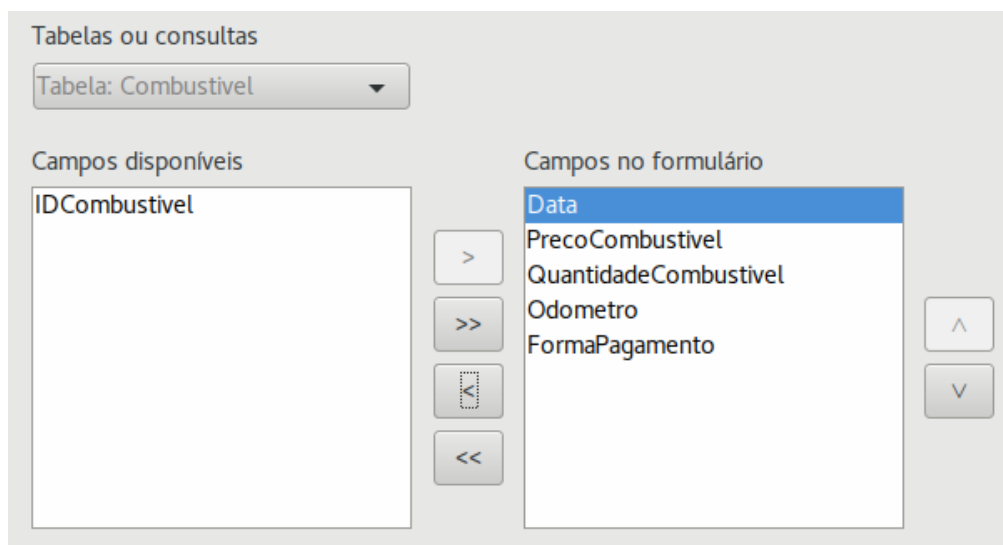 Tabelas ou consultas
Tabela: Combustivel
Campos disponíveis
IDCombustivel
>
>>
<
<<
Campos no formulário
Data
PrecoCombustivel
QuantidadeCombustivel
Odometro
FormaPagamento